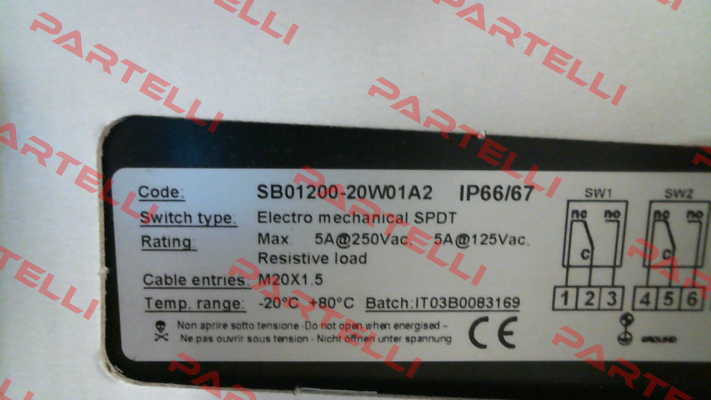 PARTELLI
PARTELLI
PARTELLI
PARTELLI
PARTELLI
PARTELLI
Code: SB01200-20W01A2 IP66/67
Switch type: Electro mechanical SPDT
Rating: Max. 5A@250Vac, 5A@125Vac,
Resistive load
Cable entries: M20X1.5
Temp. range: -20°C +80°C Batch:IT03B0083169
Non aprire sotto tensione -Do not open when energised -
Ne pas ouvrir sous tension - Nicht öffnen unter spannung
CE
SW1 SW2
nc no nc no
C C
1 2 3 4 5 6
GROUND